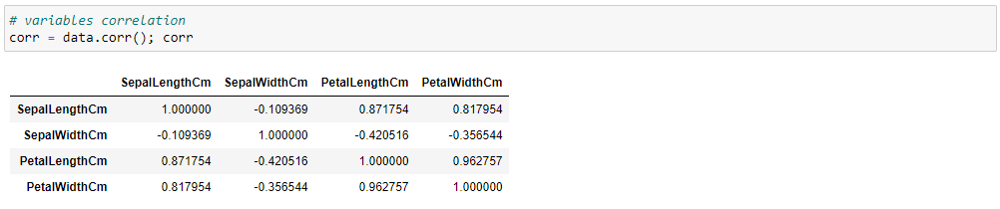 # variables correlation
corr = data.corr(); corr
SepalLengthCm SepalWidthCm PetalLengthCm PetalWidthCm
SepalLengthCm 1.000000 -0.109369 0.871754 0.817954
SepalWidthCm -0.109369 1.000000 -0.420516 -0.356544
PetalLengthCm 0.871754 -0.420516 1.000000 0.962757
PetalWidthCm 0.817954 -0.356544 0.962757 1.000000